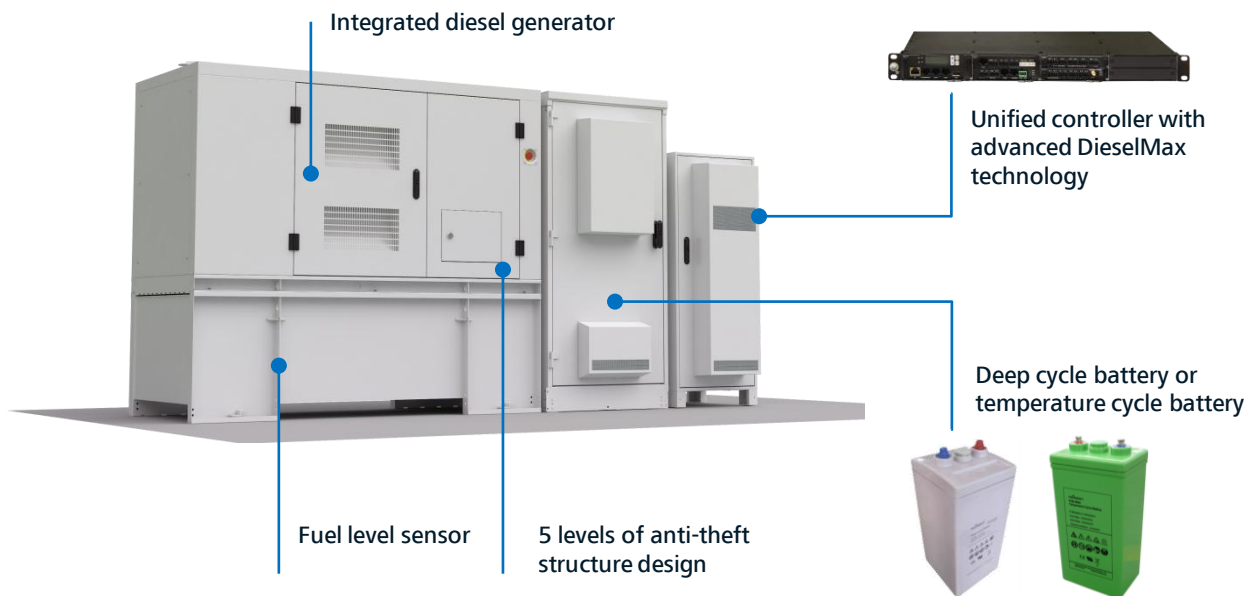 Integrated diesel generator
Unified controller with
advanced DieselMax
technology
Deep cycle battery or
temperature cycle battery
Fuel level sensor
5 levels of anti-theft
structure design